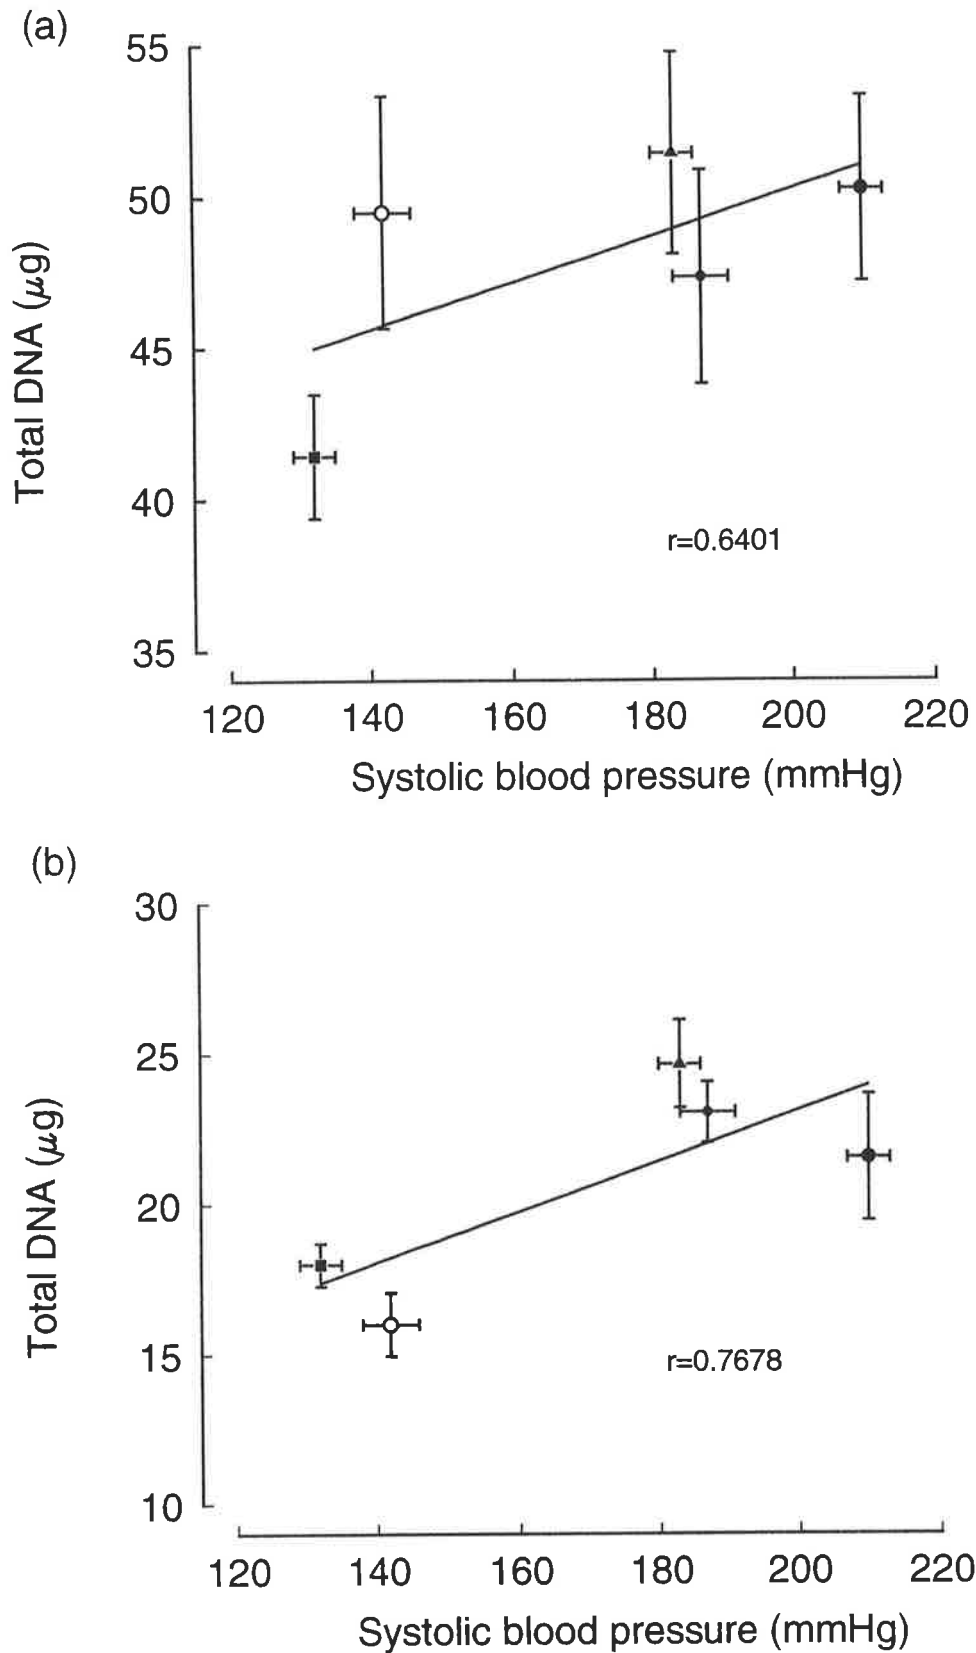 (a)
55
50
45
40
35
Total DNA (μg)
r=0.6401
120 140 160 180 200 220
Systolic blood pressure (mmHg)
(b)
30
25
20
15
10
Total DNA (μg)
r=0.7678
120 140 160 180 200 220
Systolic blood pressure (mmHg)